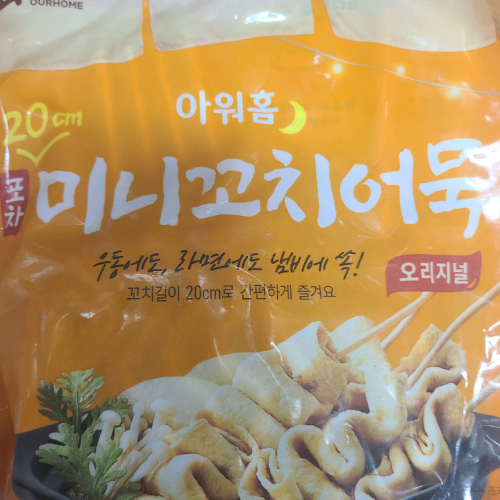 OURHOME
아워홈
20cm
포차
미니꼬치어묵
우동에도, 라면에도 냄비에 쏙!
오리지널
꼬치길이 20cm로 간편하게 즐겨요